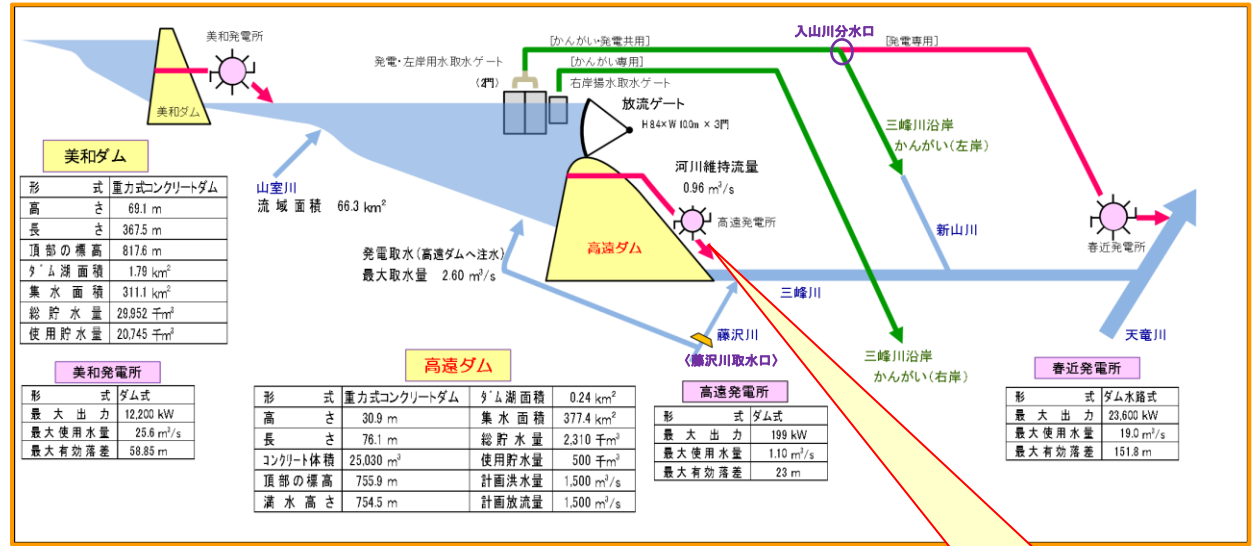 美和発電所
美和ダム
[かんがい・発電共用]
入山川分水口
[発電専用]
発電・左岸用水取水ゲート
〈2門〉
[かんがい専用]
右岸揚水取水ゲート
放流ゲート
H 8.4×W 10.0m × 3門
三峰川沿岸
かんがい(左岸)
河川維持流量
0.96 m³/s
高遠発電所
高遠ダム
山室川
流域面積 66.3 km²
発電取水(高遠ダムへ注水)
最大取水量 2.60 m³/s
新山川
春近発電所
三峰川
藤沢川
〈藤沢川取水口〉
天竜川
三峰川沿岸
かんがい(右岸)
美和ダム
形 式 重力式コンクリートダム
高 さ 69.1 m
長 さ 367.5 m
頂部の標高 817.6 m
ダム湖面積 1.79 km²
集水面積 311.1 km²
総貯水量 29,952 千m³
使用貯水量 20,745 千m³
美和発電所
形 式 ダム式
最大出力 12,200 kW
最大使用水量 25.6 m³/s
最大有効落差 58.85 m
高遠ダム
形 式 重力式コンクリートダム ダム湖面積 0.24 km²
高 さ 30.9 m 集水面積 377.4 km²
長 さ 76.1 m 総貯水量 2,310 千m³
コンクリート体積 25,030 m³ 使用貯水量 500 千m³
頂部の標高 755.9 m 計画洪水量 1,500 m³/s
満水高さ 754.5 m 計画放流量 1,500 m³/s
高遠発電所
形 式 ダム式
最大出力 199 kW
最大使用水量 1.10 m³/s
最大有効落差 23 m
春近発電所
形 式 ダム水路式
最大出力 23,600 kW
最大使用水量 19.0 m³/s
最大有効落差 151.8 m